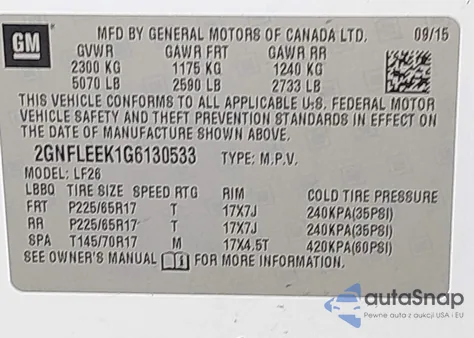 GM
MFD BY GENERAL MOTORS OF CANADA LTD. 09/15
GVWR GAWR FRT GAWR RR
2300 KG 1175 KG 1240 KG
5070 LB 2590 LB 2733 LB
THIS VEHICLE CONFORMS TO ALL APPLICABLE U.S. FEDERAL MOTOR
VEHICLE SAFETY AND THEFT PREVENTION STANDARDS IN EFFECT ON
THE DATE OF MANUFACTURE SHOWN ABOVE.
2GNFLEEK1G6130533 TYPE: M.P.V.
MODEL: LF26
LBBQ TIRE SIZE SPEED RTG RIM COLD TIRE PRESSURE
FRT P225/65R17 T 17X7J 240KPA(35PSI)
RR P225/65R17 T 17X7J 240KPA(35PSI)
SPA T145/70R17 M 17X4.5T 420KPA(60PSI)
SEE OWNER'S MANUAL FOR MORE INFORMATION.
autaSnap
Pewne auta z aukcji USA i EU